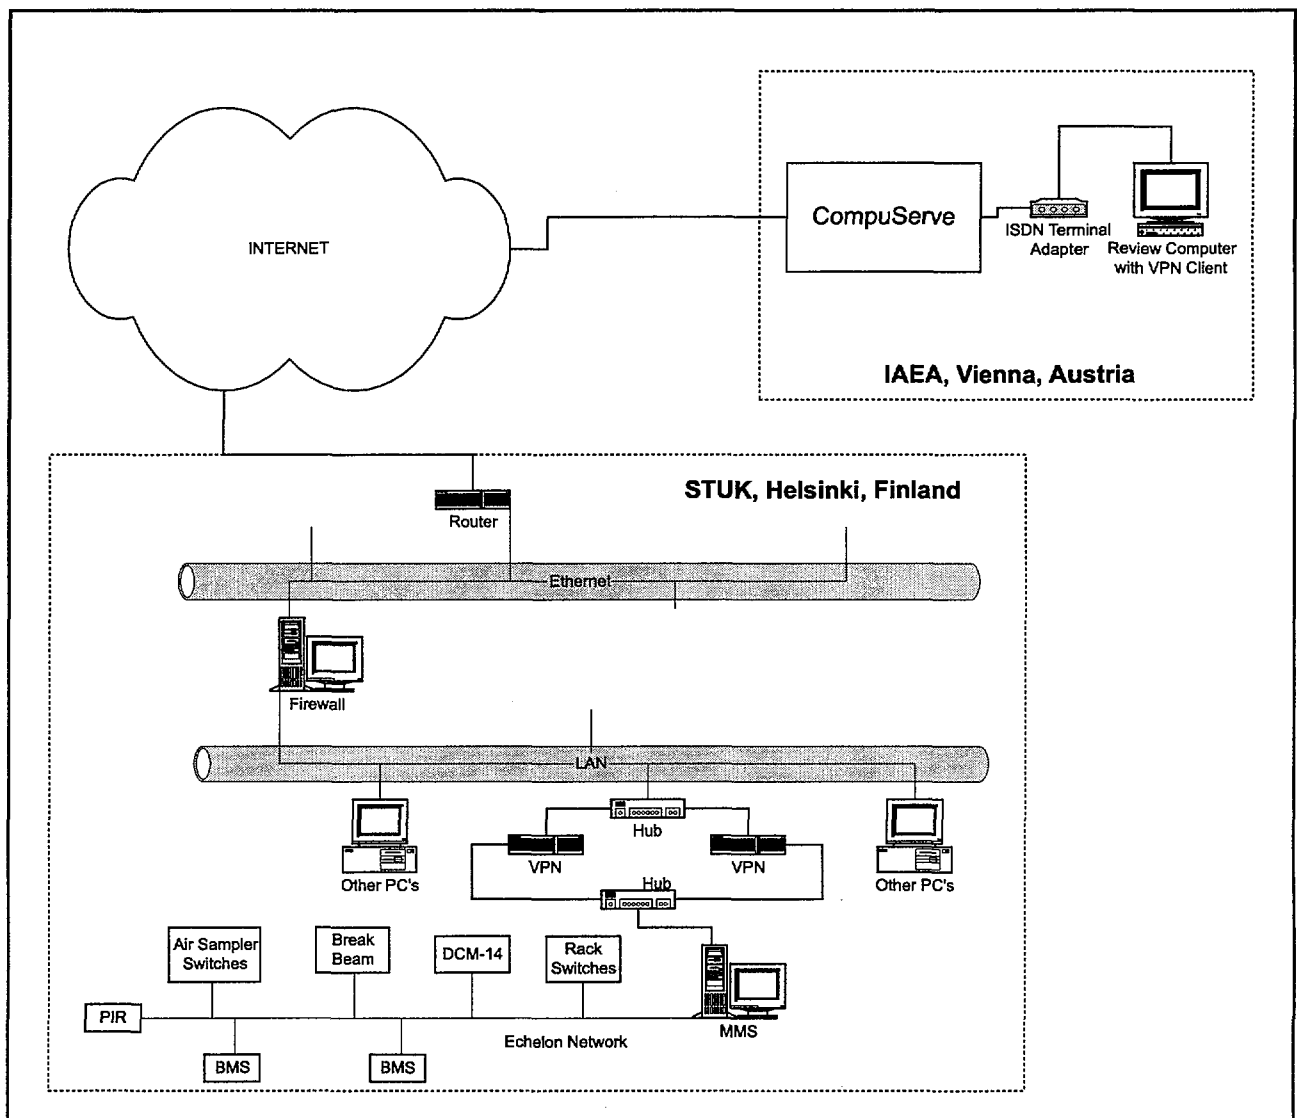 INTERNET
CompuServe
ISDN Terminal
Adapter
Review Computer
with VPN Client
IAEA, Vienna, Austria
STUK, Helsinki, Finland
Router
Ethernet
Firewall
LAN
Hub
VPN
VPN
Other PC's
Other PC's
Hub
Air Sampler
Switches
Break
Beam
DCM-14
Rack
Switches
PIR
MMS
Echelon Network
BMS
BMS